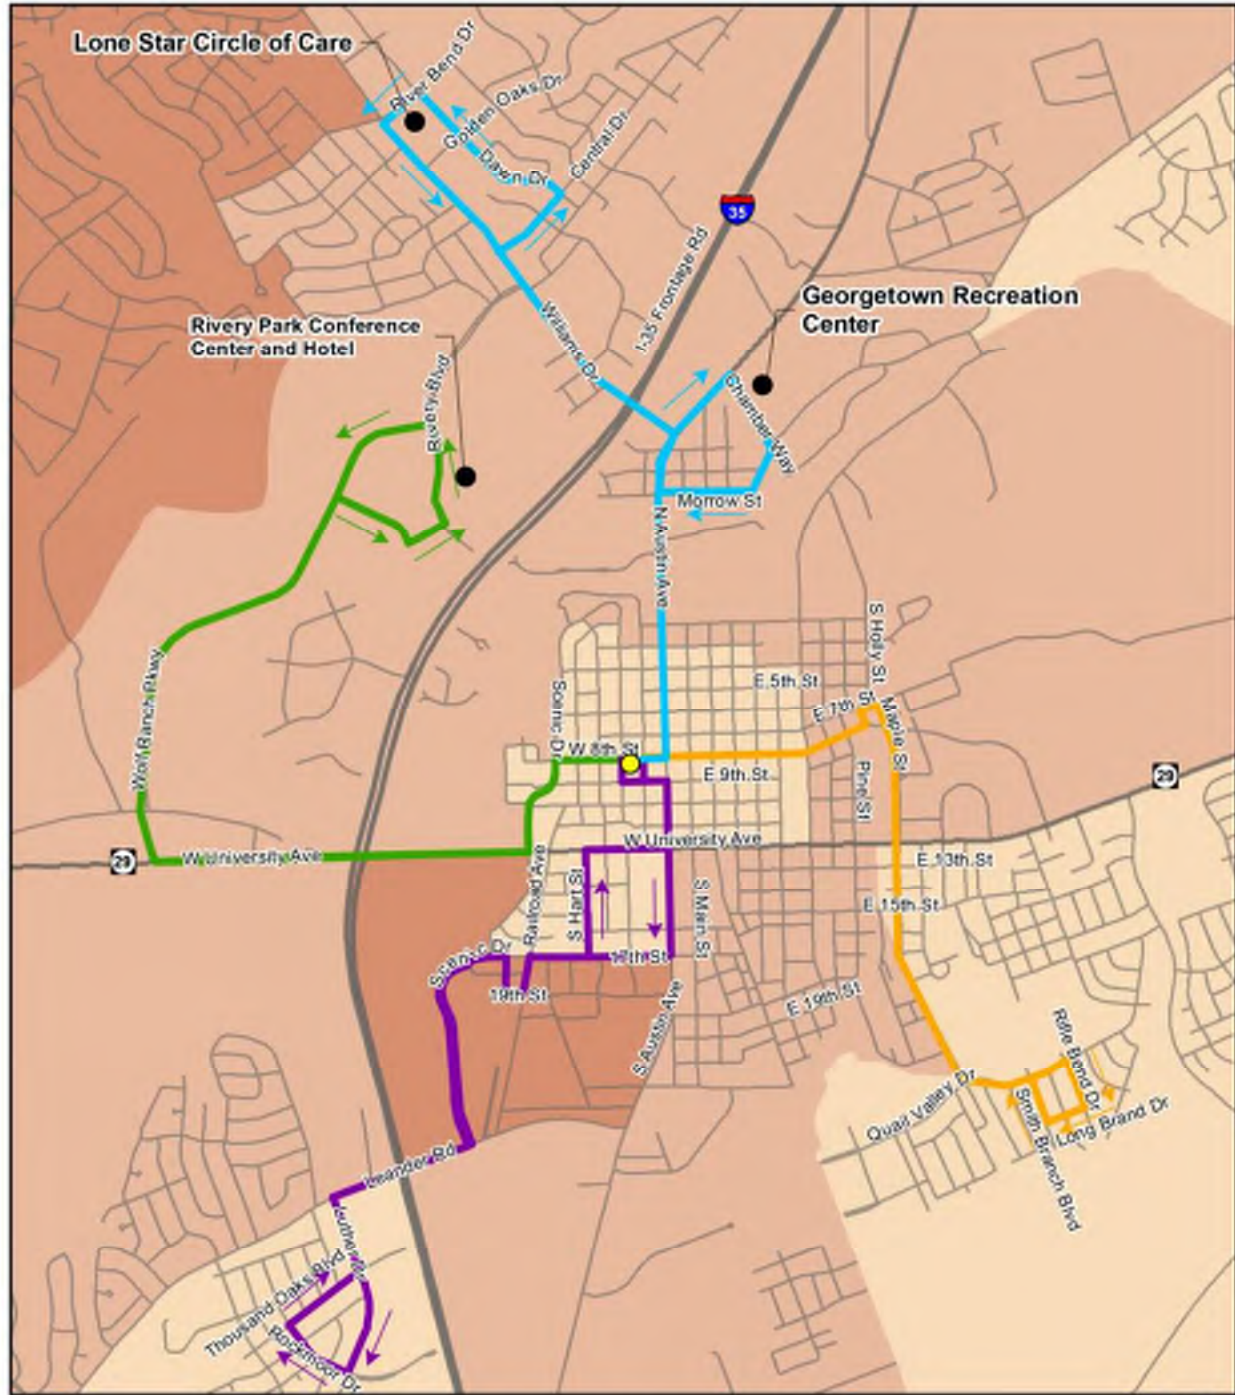 Lone Star Circle of Care
River Bend Dr
Golden Oaks Dr
Dawn Dr
Central Dr
35
I-35 Frontage Rd
Georgetown Recreation
Center
Rivery Park Conference
Center and Hotel
Williams Dr
Rivery Blvd
Chamber Way
Morrow St
N Austin Ave
S Holly St
E 5th St
Scenic Dr
E 7th St
Maple St
Wolf Ranch Pkwy
W 8th St
E 9th St
Pine St
29
W University Ave
29
W University Ave
E 13th St
Railroad Ave
S Hart St
S Main St
E 15th St
Scenic Dr
17th St
19th St
E 19th St
S Austin Ave
Rifle Bend Dr
Quail Valley Dr
Smith Branch Blvd
Long Brand Dr
Leander Rd
Luther Dr
Thousand Oaks Blvd
Rockmoor Dr